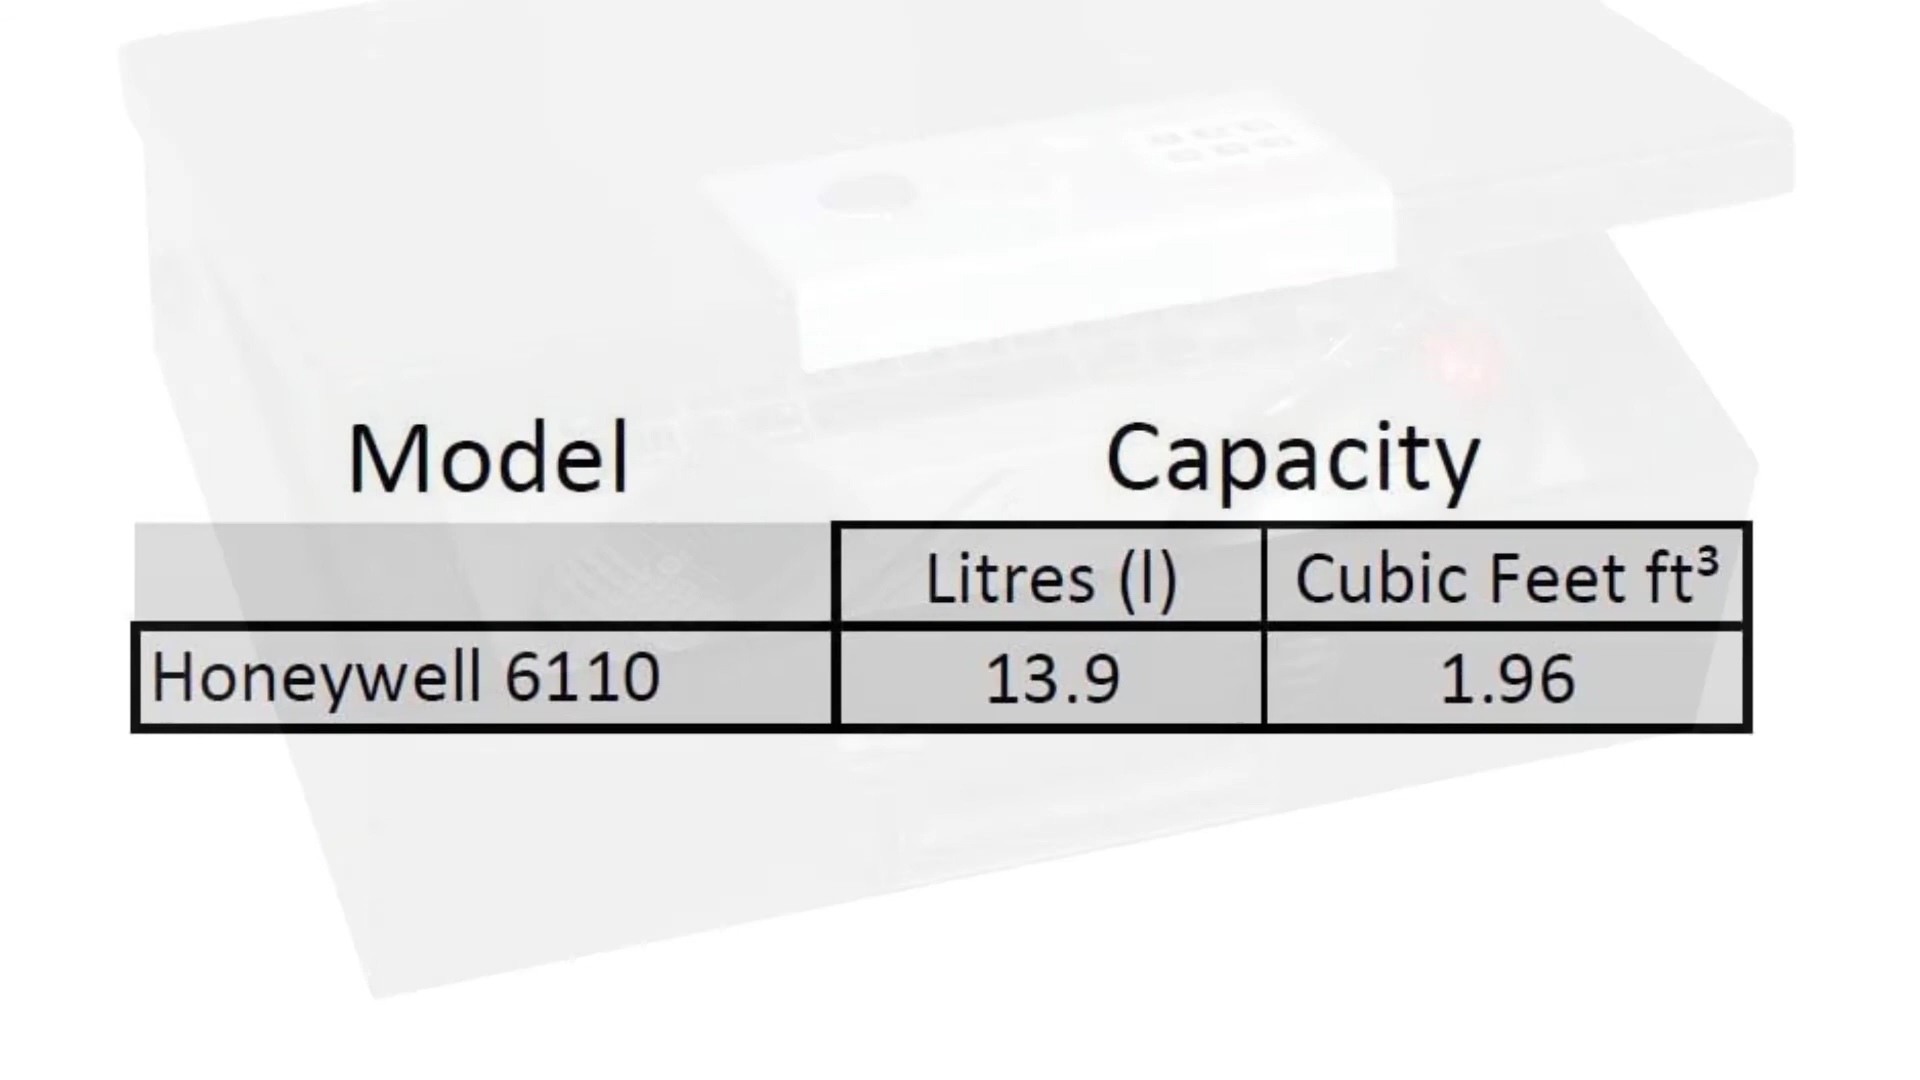 Model Capacity
Litres (l) Cubic Feet ft³
Honeywell 6110 13.9 1.96